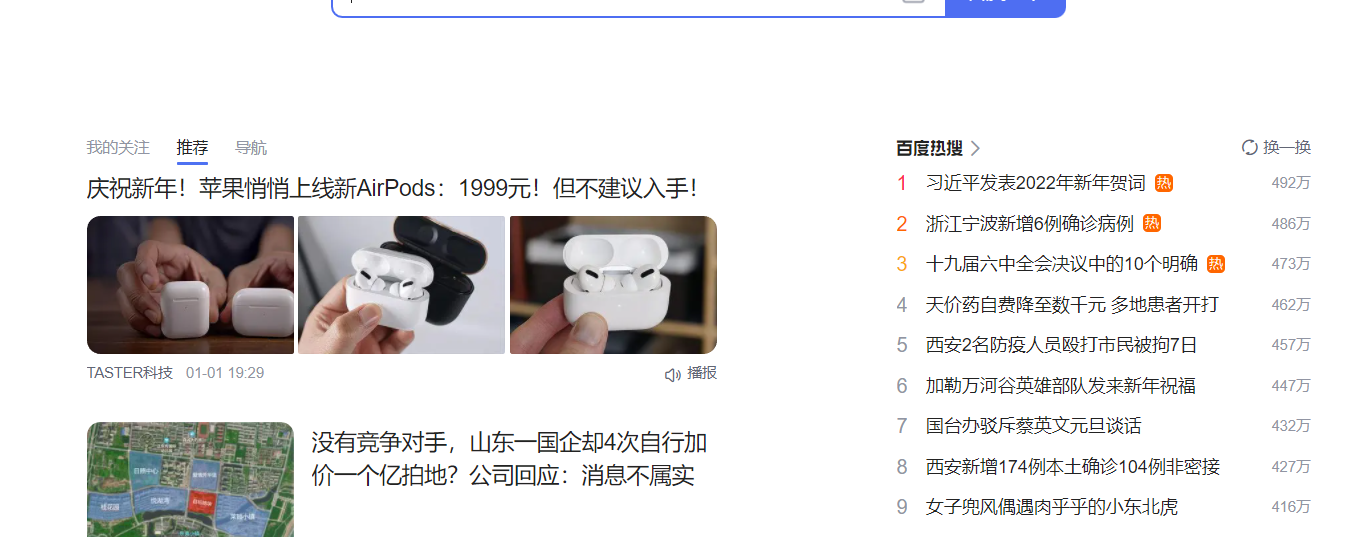 我的关注 推荐 导航
庆祝新年！苹果悄悄上线新AirPods：1999元！但不建议入手！
TASTER科技 01-01 19:29 播报
没有竞争对手，山东一国企却4次自行加
价一个亿拍地？公司回应：消息不属实
百度热搜 换一换
1 习近平发表2022年新年贺词 热 492万
2 浙江宁波新增6例确诊病例 热 486万
3 十九届六中全会决议中的10个明确 热 473万
4 天价药自费降至数千元 多地患者开打 462万
5 西安2名防疫人员殴打市民被拘7日 457万
6 加勒万河谷英雄部队发来新年祝福 447万
7 国台办驳斥蔡英文元旦谈话 432万
8 西安新增174例本土确诊104例非密接 427万
9 女子兜风偶遇肉乎乎的小东北虎 416万